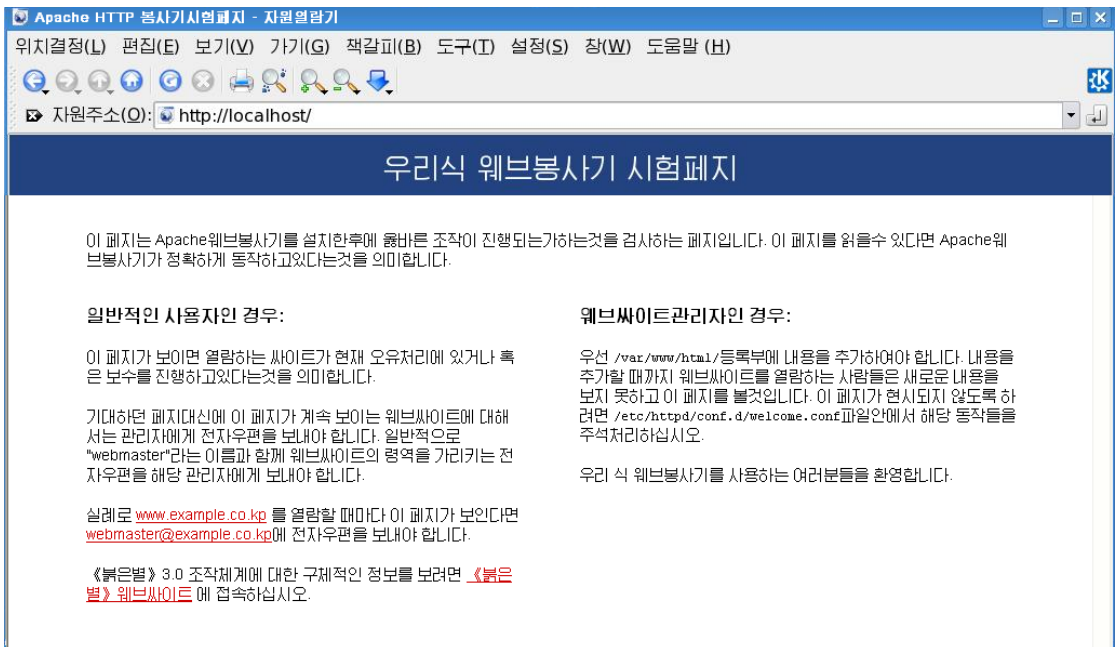 Apache HTTP 봉사기시험페지 - 자원열람기
위치결정(L) 편집(E) 보기(V) 가기(G) 책갈피(B) 도구(T) 설정(S) 창(W) 도움말 (H)
자원주소(O): http://localhost/
우리식 웨브봉사기 시험페지
이 페지는 Apache웨브봉사기를 설치한후에 옳바른 조작이 진행되는가하는것을 검사하는 페지입니다. 이 페지를 읽을수 있다면 Apache웨
브봉사기가 정확하게 동작하고있다는것을 의미합니다.
일반적인 사용자인 경우:
이 페지가 보이면 열람하는 싸이트가 현재 오유처리에 있거나 혹
은 보수를 진행하고있다는것을 의미합니다.
기대하던 페지대신에 이 페지가 계속 보이는 웨브싸이트에 대해
서는 관리자에게 전자우편을 보내야 합니다. 일반적으로
"webmaster"라는 이름과 함께 웨브싸이트의 령역을 가리키는 전
자우편을 해당 관리자에게 보내야 합니다.
실례로 www.example.co.kp 를 열람할 때마다 이 페지가 보인다면
webmaster@example.co.kp에 전자우편을 보내야 합니다.
《붉은별》3.0 조작체계에 대한 구체적인 정보를 보려면 《붉은
별》웨브싸이트 에 접속하십시오.
웨브싸이트관리자인 경우:
우선 /var/www/html/등록부에 내용을 추가하여야 합니다. 내용을
추가할 때까지 웨브싸이트를 열람하는 사람들은 새로운 내용을
보지 못하고 이 페지를 볼것입니다. 이 페지가 현시되지 않도록 하
려면 /etc/httpd/conf.d/welcome.conf파일안에서 해당 동작들을
주석처리하십시오.
우리 식 웨브봉사기를 사용하는 여러분들을 환영합니다.